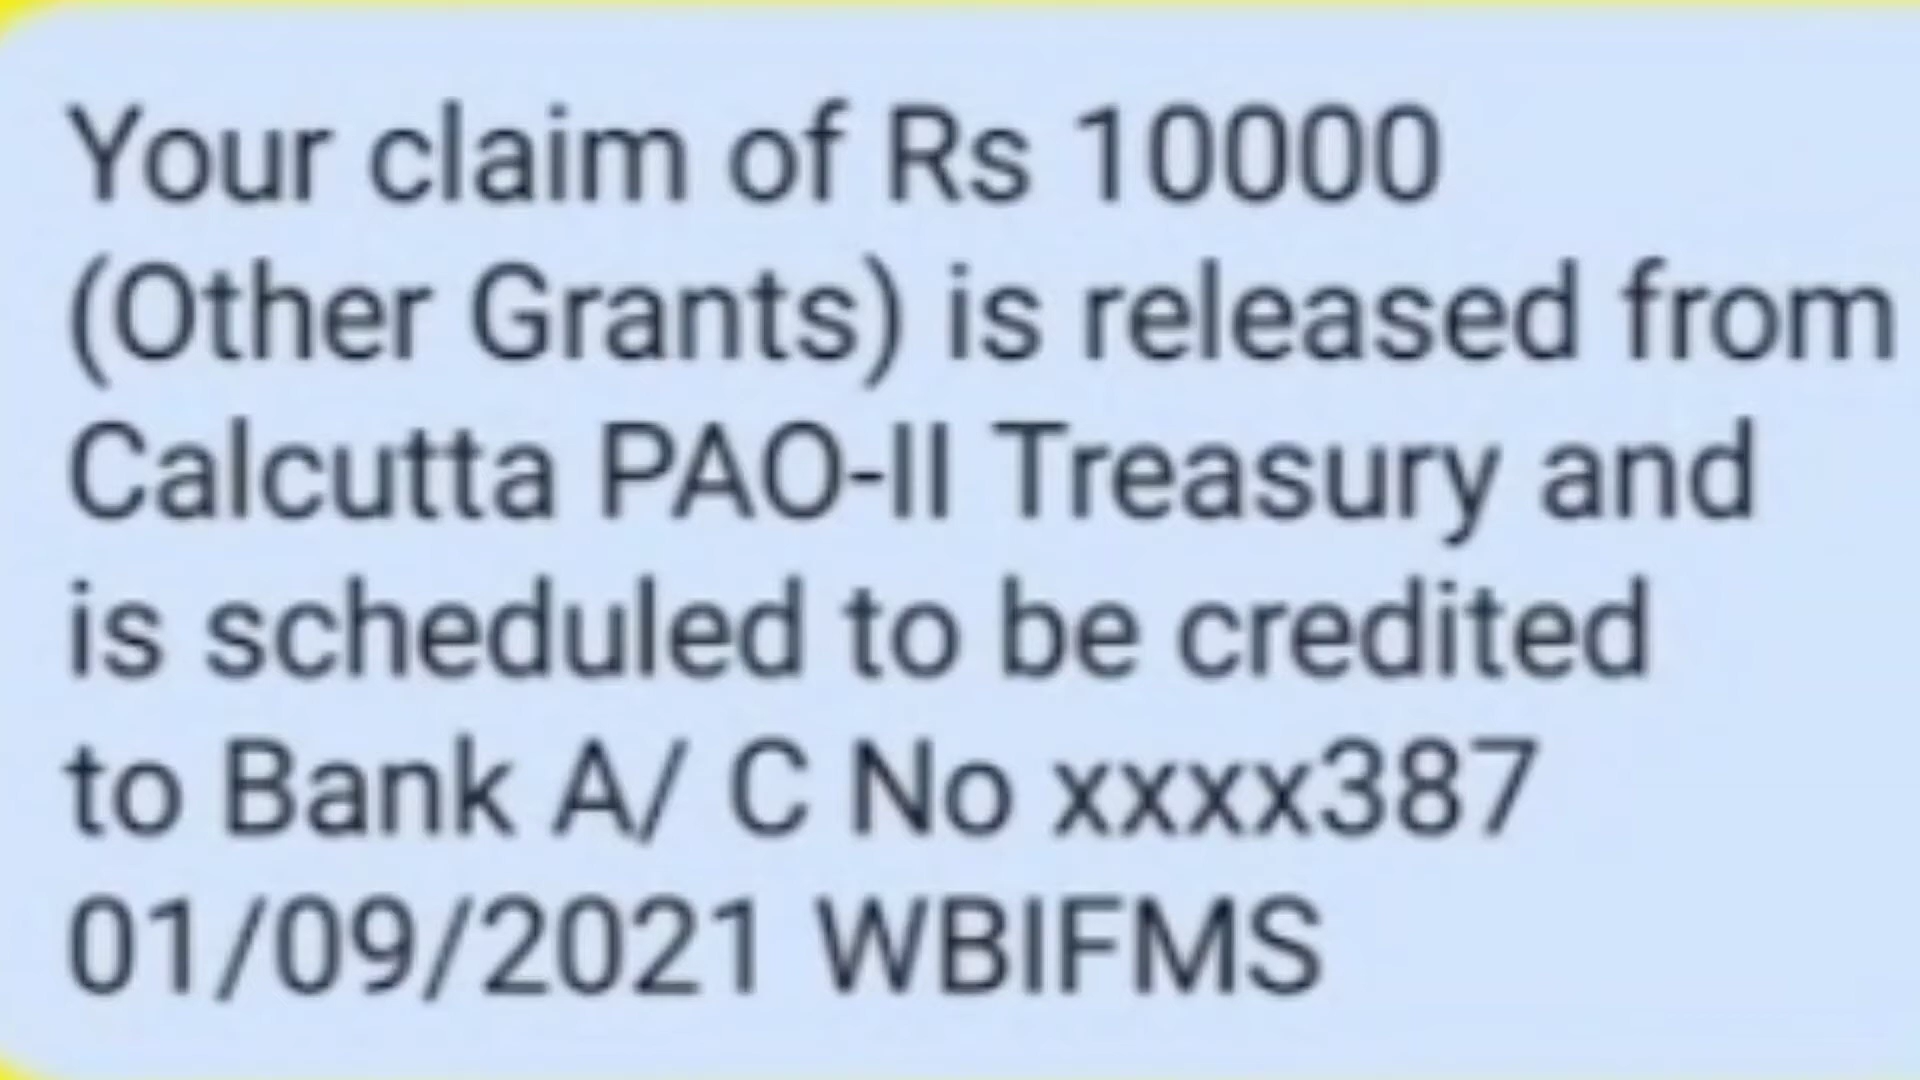 Your claim of Rs 10000
(Other Grants) is released from
Calcutta PAO-II Treasury and
is scheduled to be credited
to Bank A/ C No xxxx387
01/09/2021 WBIFMS